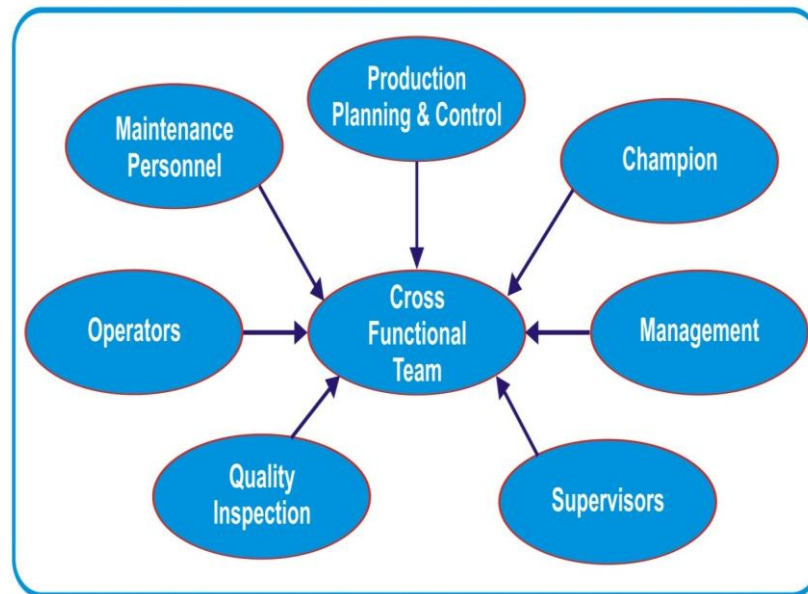 Production
Planning & Control
Maintenance
Personnel
Champion
Cross
Functional
Team
Operators
Management
Quality
Inspection
Supervisors